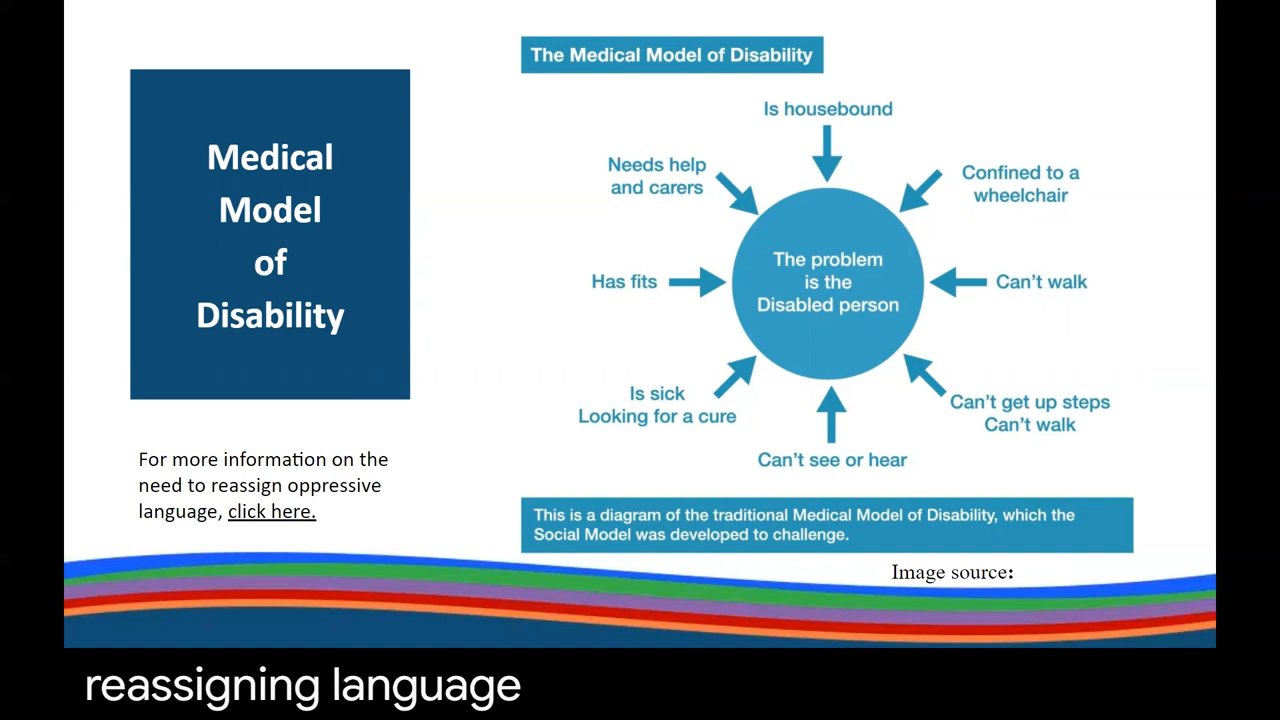 Medical
Model
of
Disability
For more information on the
need to reassign oppressive
language, click here.
The Medical Model of Disability
Is housebound
Needs help
and carers
Confined to a
wheelchair
Has fits
The problem
is the
Disabled person
Can't walk
Is sick
Looking for a cure
Can't get up steps
Can't walk
Can't see or hear
This is a diagram of the traditional Medical Model of Disability, which the
Social Model was developed to challenge.
Image source:
reassigning language